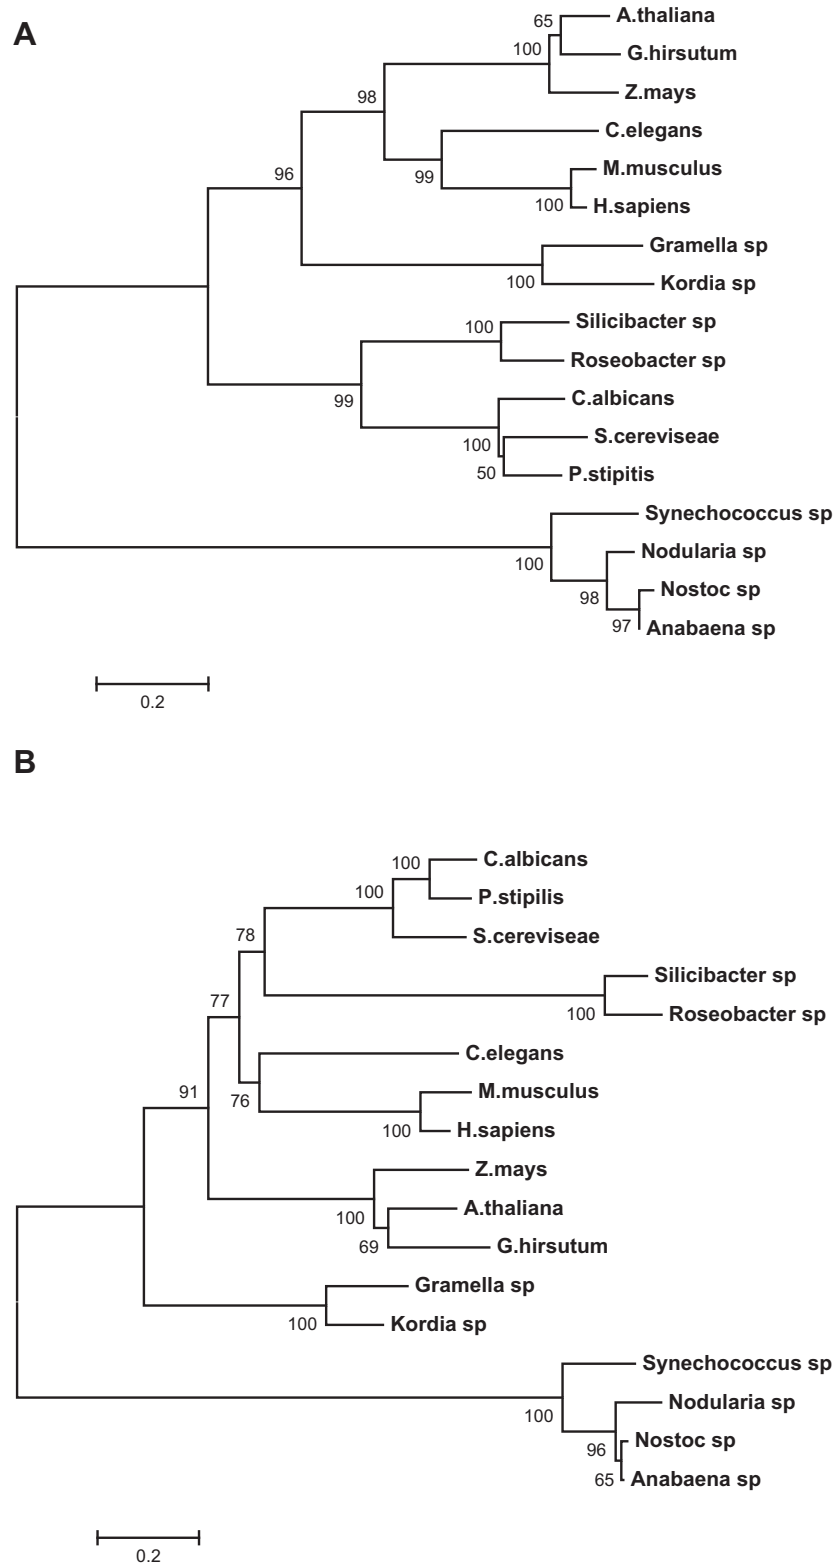 A
65
A.thaliana
100
G.hirsutum
98
Z.mays
C.elegans
96
99
M.musculus
100
H.sapiens
Gramella sp
100
Kordia sp
100
Silicibacter sp
Roseobacter sp
99
C.albicans
100
S.cereviseae
50
P.stipitis
Synechococcus sp
100
Nodularia sp
98
Nostoc sp
97
Anabaena sp
0.2
B
100
C.albicans
100
P.stipilis
78
S.cereviseae
Silicibacter sp
77
100
Roseobacter sp
C.elegans
91
76
M.musculus
100
H.sapiens
Z.mays
100
A.thaliana
69
G.hirsutum
Gramella sp
100
Kordia sp
Synechococcus sp
100
Nodularia sp
96
Nostoc sp
65
Anabaena sp
0.2